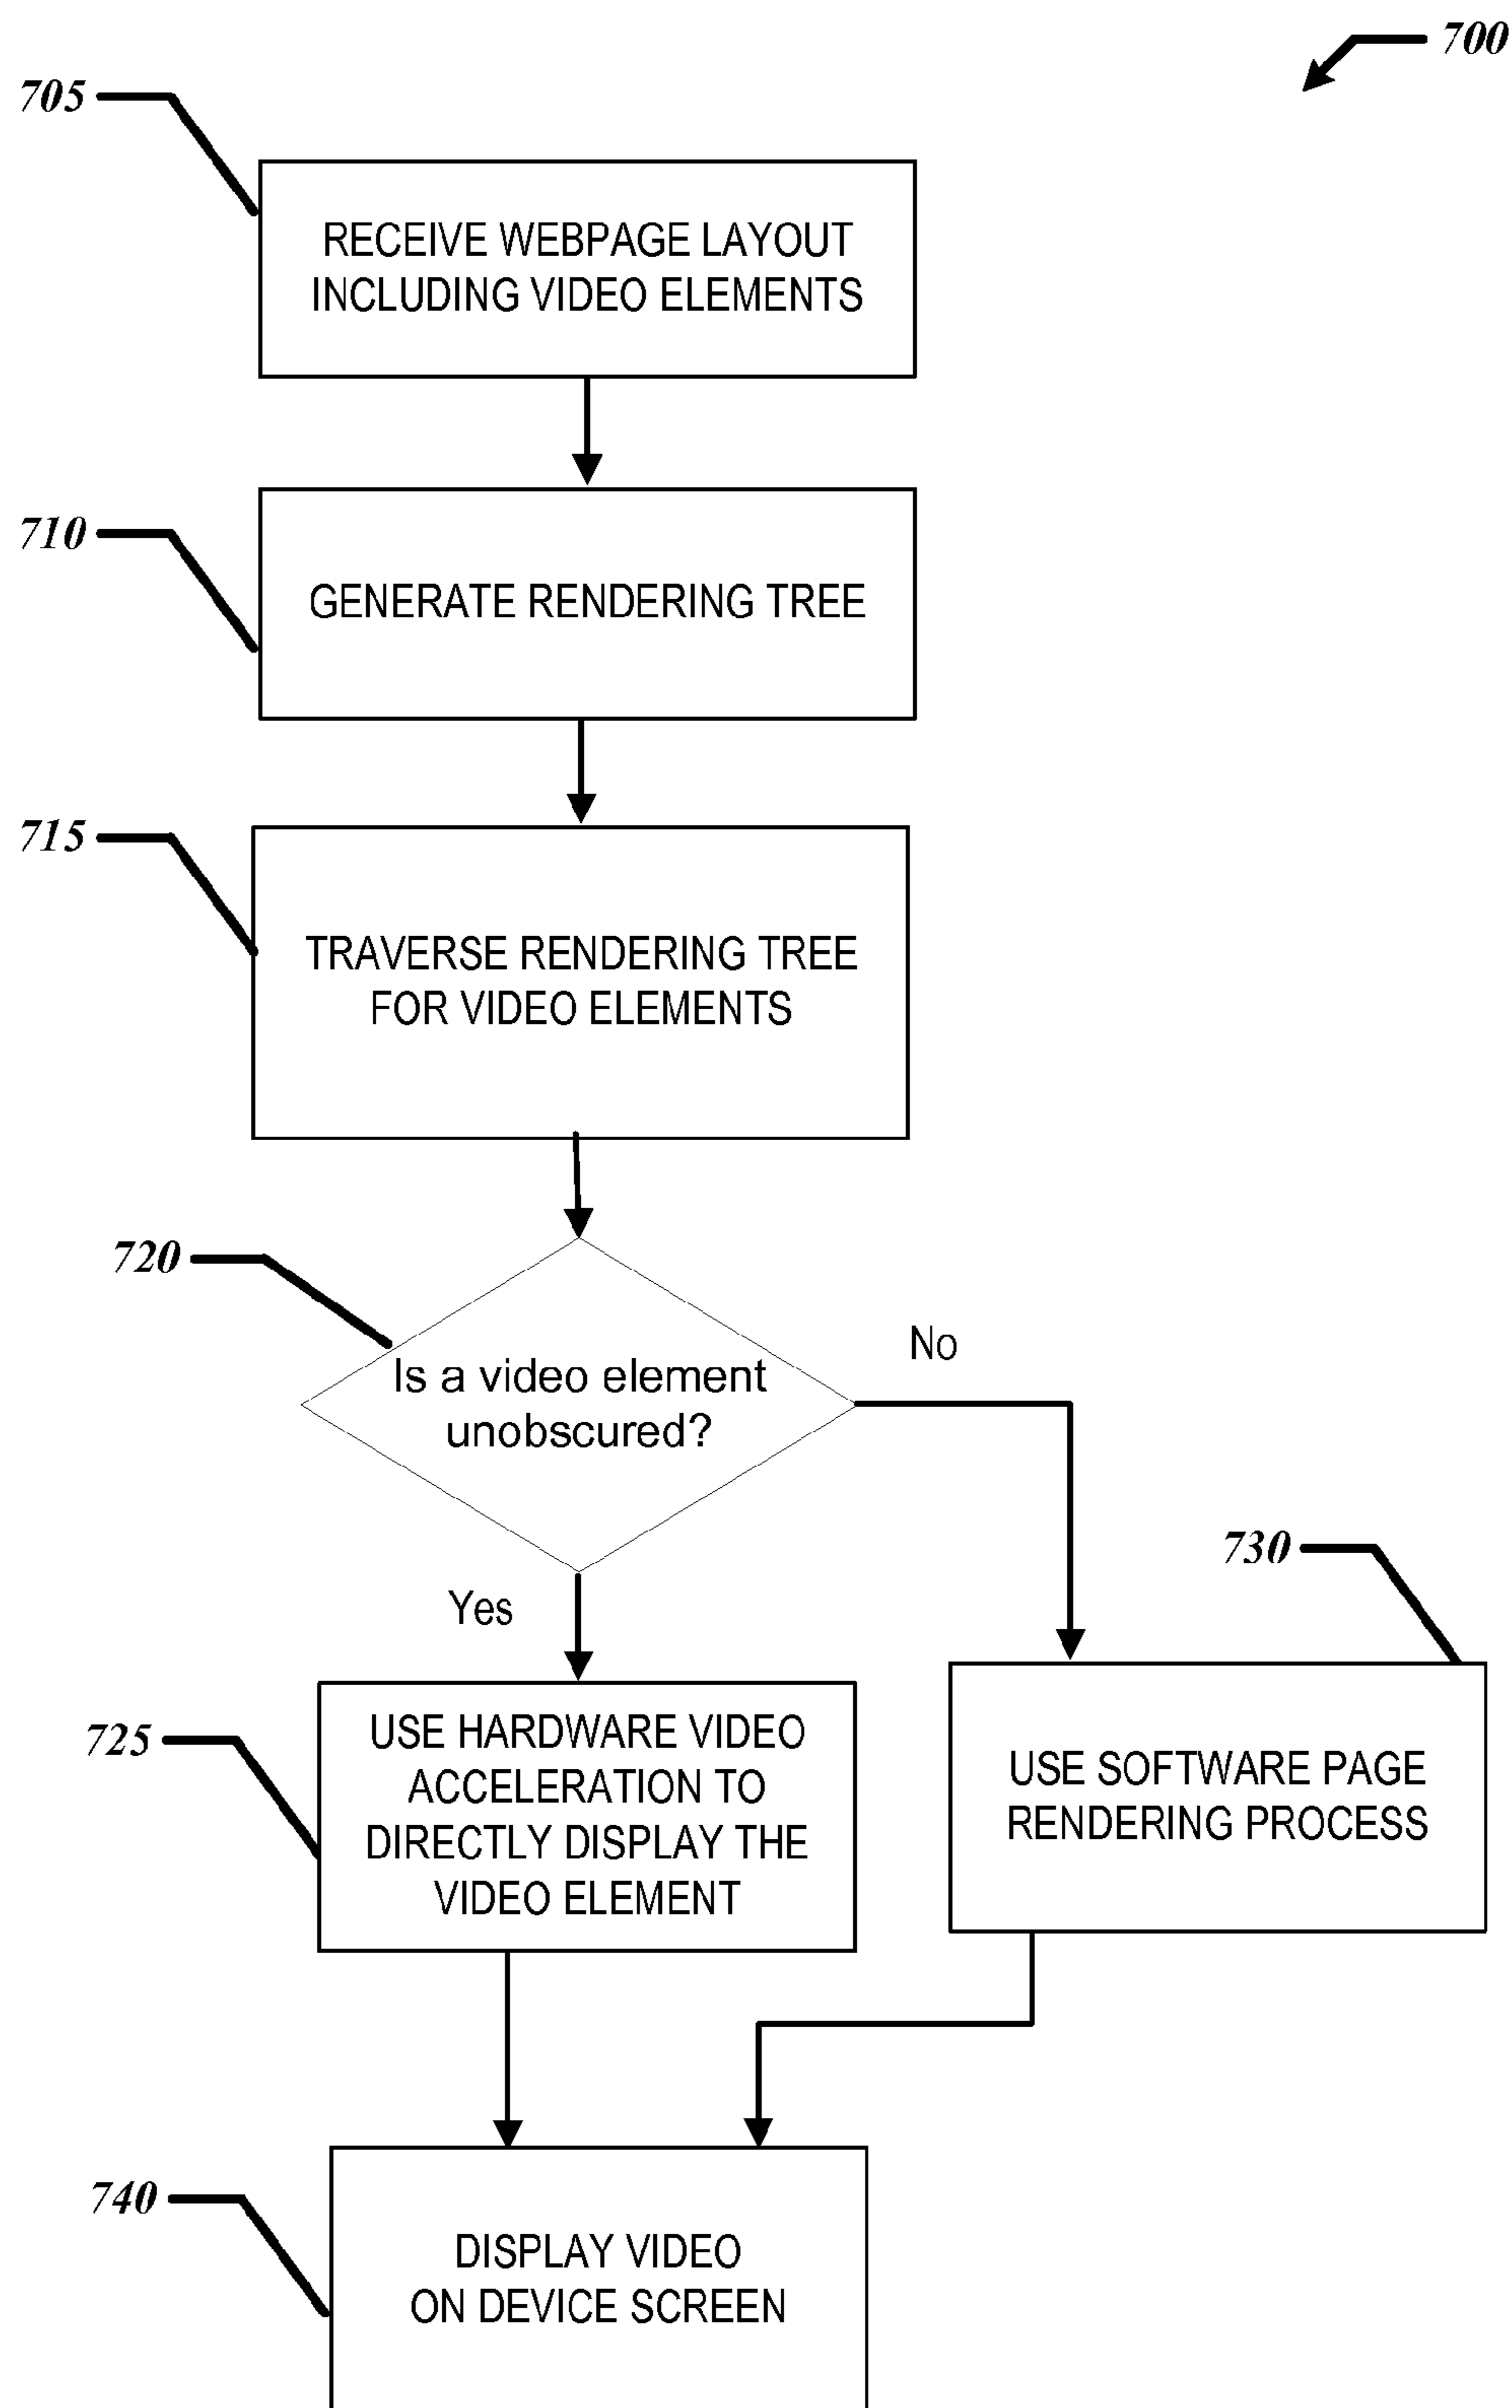 700
705
RECEIVE WEBPAGE LAYOUT
INCLUDING VIDEO ELEMENTS
710
GENERATE RENDERING TREE
715
TRAVERSE RENDERING TREE
FOR VIDEO ELEMENTS
720
Is a video element
unobscured?
No
Yes
730
725
USE HARDWARE VIDEO
ACCELERATION TO
DIRECTLY DISPLAY THE
VIDEO ELEMENT
USE SOFTWARE PAGE
RENDERING PROCESS
740
DISPLAY VIDEO
ON DEVICE SCREEN